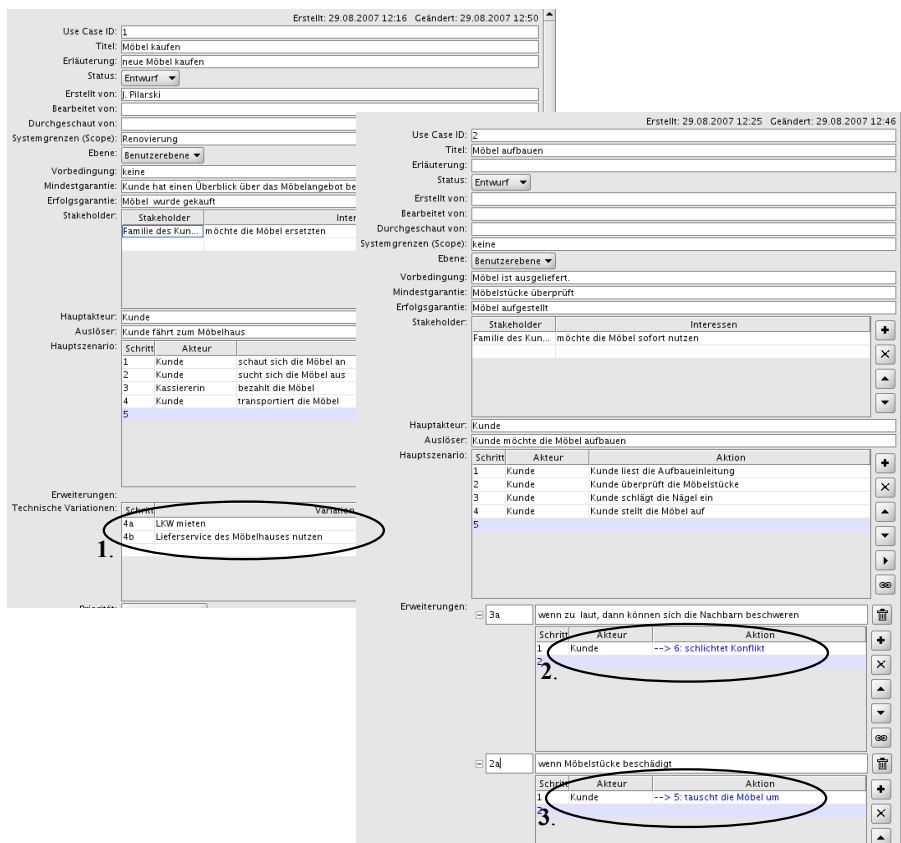 Erstellt: 29.08.2007 12:16 Geändert: 29.08.2007 12:50
Use Case ID: 1
Titel: Möbel kaufen
Erläuterung: neue Möbel kaufen
Status: Entwurf
Erstellt von: J. Pilarski
Bearbeitet von:
Durchgeschaut von:
Systemgrenzen (Scope): Renovierung
Ebene: Benutzerebene
Vorbedingung: keine
Mindestgarantie: Kunde hat einen Überblick über das Möbelangebot be
Erfolgsgarantie: Möbel wurde gekauft
Stakeholder: Stakeholder Inter
Familie des Kun... möchte die Möbel ersetzten
Hauptakteur: Kunde
Auslöser: Kunde fährt zum Möbelhaus
Hauptszenario: Schritt Akteur
1 Kunde schaut sich die Möbel an
2 Kunde sucht sich die Möbel aus
3 Kassiererin bezahlt die Möbel
4 Kunde transportiert die Möbel
5
Erweiterungen:
Technische Variationen: Schritt Variation
4a LKW mieten
4b Lieferservice des Möbelhauses nutzen
1.
Priorität:
Erstellt: 29.08.2007 12:25 Geändert: 29.08.2007 12:46
Use Case ID: 2
Titel: Möbel aufbauen
Erläuterung:
Status: Entwurf
Erstellt von:
Bearbeitet von:
Durchgeschaut von:
Systemgrenzen (Scope): keine
Ebene: Benutzerebene
Vorbedingung: Möbel ist ausgeliefert.
Mindestgarantie: Möbelstücke überprüft
Erfolgsgarantie: Möbel aufgestellt
Stakeholder: Stakeholder Interessen
Familie des Kun... möchte die Möbel sofort nutzen
Hauptakteur: Kunde
Auslöser: Kunde möchte die Möbel aufbauen
Hauptszenario: Schritt Akteur Aktion
1 Kunde Kunde liest die Aufbaueinleitung
2 Kunde Kunde überprüft die Möbelstücke
3 Kunde Kunde schlägt die Nägel ein
4 Kunde Kunde stellt die Möbel auf
5
Erweiterungen: 3a wenn zu laut, dann können sich die Nachbarn beschweren
Schritt Akteur Aktion
1 Kunde --> 6: schlichtet Konflikt
2
2.
2a wenn Möbelstücke beschädigt
Schritt Akteur Aktion
1 Kunde --> 5: tauscht die Möbel um
2
3.